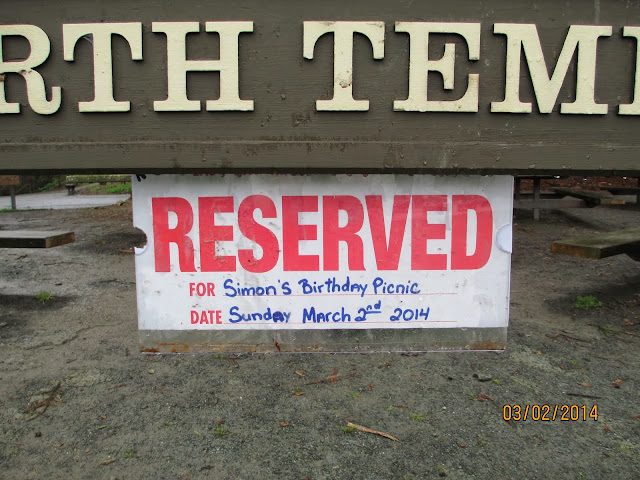 RTH TEM
RESERVED
FOR Simon's Birthday Picnic
DATE Sunday March 2nd 2014
03/02/2014